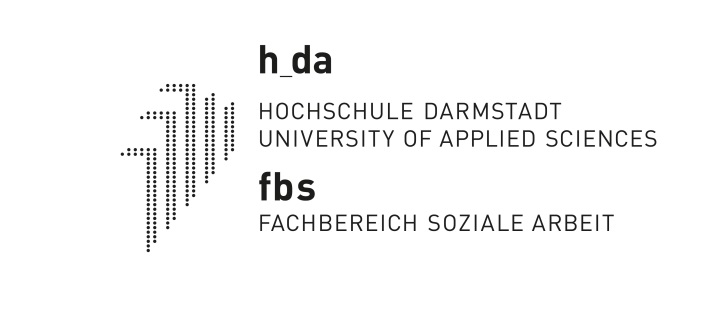 h_da
HOCHSCHULE DARMSTADT
UNIVERSITY OF APPLIED SCIENCES
fbs
FACHBEREICH SOZIALE ARBEIT